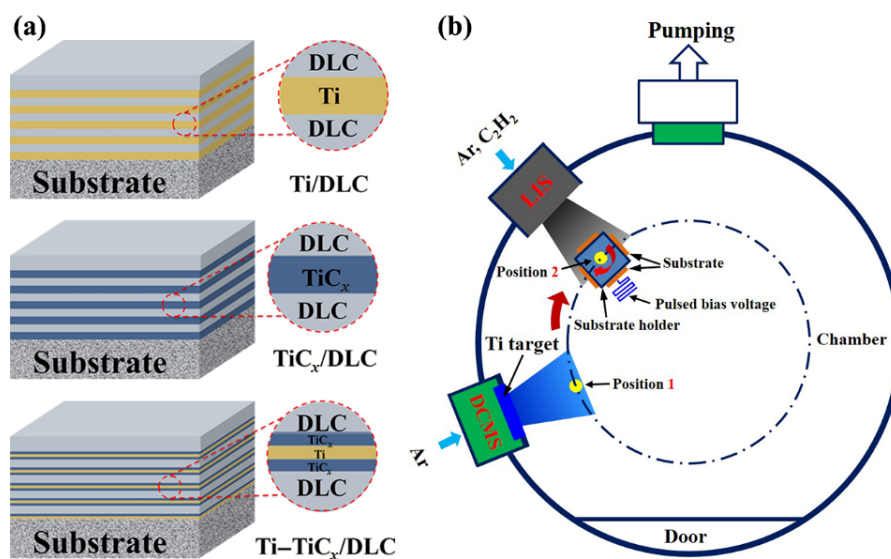 (a)
DLC
Ti
DLC
Substrate
Ti/DLC
DLC
TiCₓ
DLC
Substrate
TiCₓ/DLC
DLC
TiCₓ
Ti
TiCₓ
DLC
Substrate
Ti–TiCₓ/DLC
(b)
Pumping
Ar, C₂H₂
LIS
Position 2
Substrate
Pulsed bias voltage
Substrate holder
Ti target
Chamber
Position 1
DCMS
Ar
Door